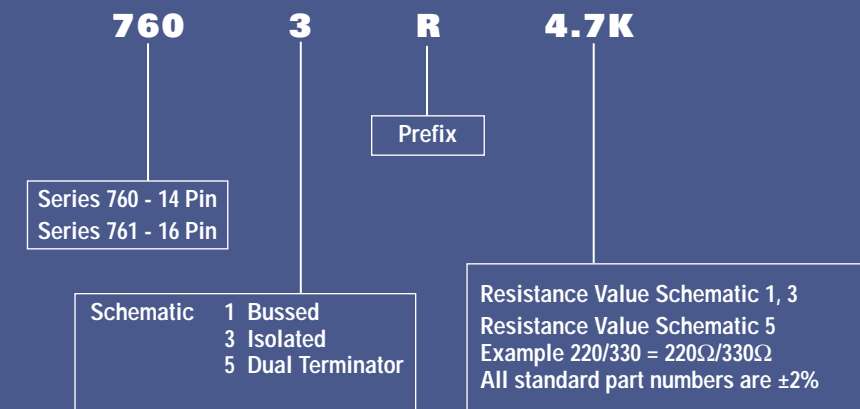 760 3 R 4.7K
Prefix
Series 760 - 14 Pin
Series 761 - 16 Pin
Schematic 1 Bussed
3 Isolated
5 Dual Terminator
Resistance Value Schematic 1, 3
Resistance Value Schematic 5
Example 220/330 = 220Ω/330Ω
All standard part numbers are ±2%